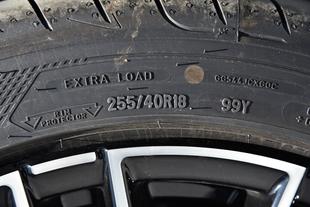 EXTRA LOAD
RIM
PROTECTOR
255/40R18 99Y